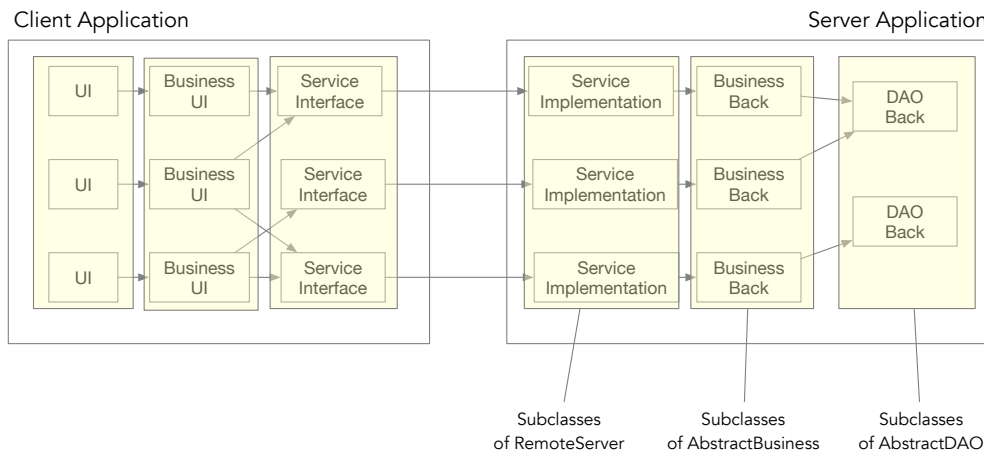 Client Application
Server Application
UI
Business
UI
Service
Interface
Service
Implementation
Business
Back
DAO
Back
UI
Business
UI
Service
Interface
Service
Implementation
Business
Back
DAO
Back
UI
Business
UI
Service
Interface
Service
Implementation
Business
Back
Subclasses
of RemoteServer
Subclasses
of AbstractBusiness
Subclasses
of AbstractDAO